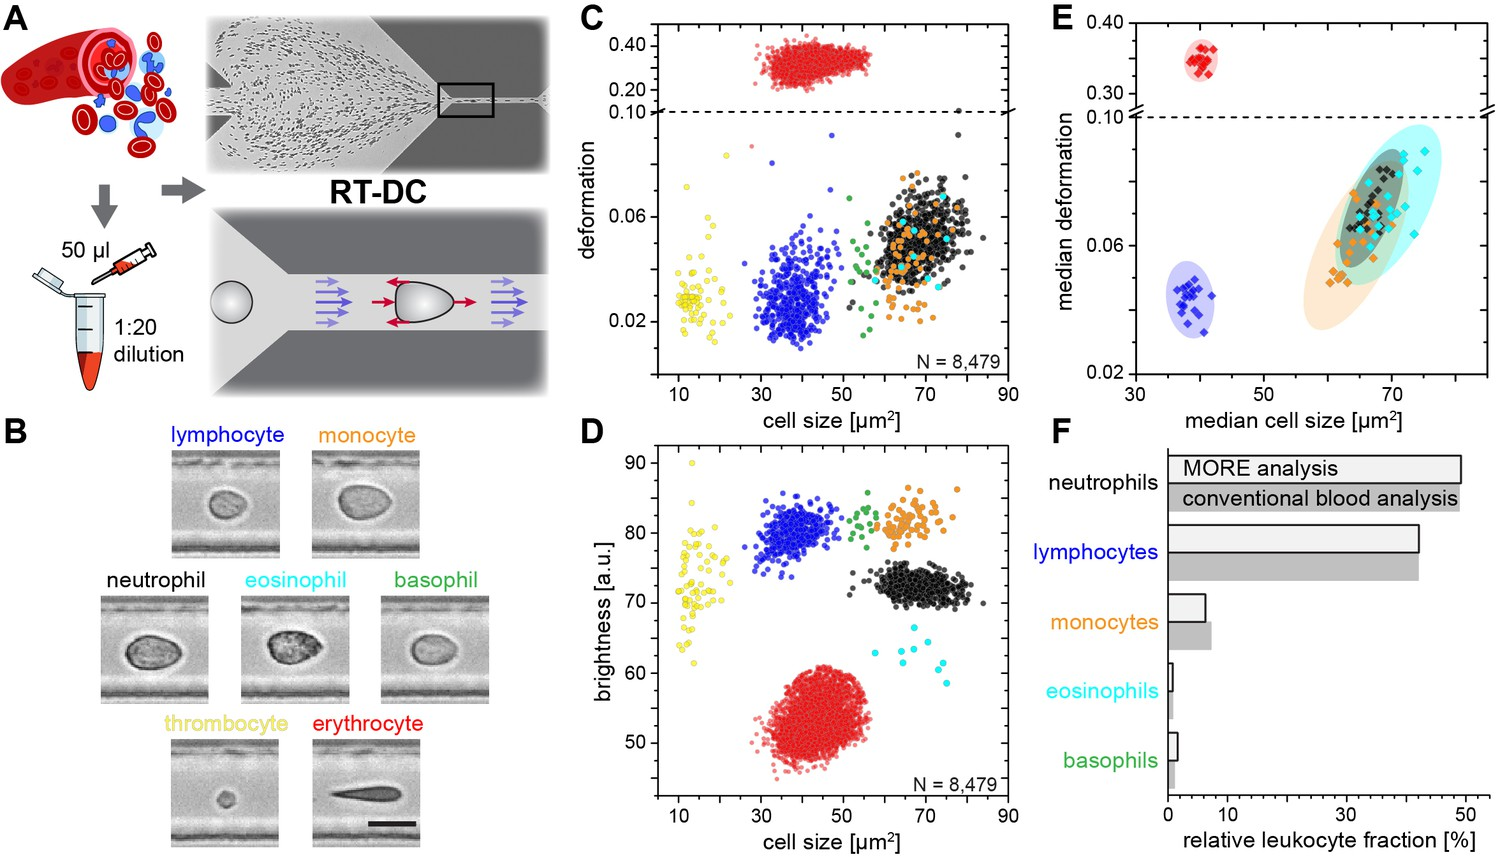 A
RT-DC
50 µl
1:20
dilution
B
lymphocyte
monocyte
neutrophil
eosinophil
basophil
thrombocyte
erythrocyte
C
0.40
0.20
0.10
0.06
0.02
deformation
N = 8,479
10 30 50 70 90
cell size [µm²]
D
90
80
70
60
50
brightness [a.u.]
N = 8,479
10 30 50 70 90
cell size [µm²]
E
0.40
0.30
0.10
0.06
0.02
median deformation
30 50 70
median cell size [µm²]
F
neutrophils
MORE analysis
conventional blood analysis
lymphocytes
monocytes
eosinophils
basophils
0 10 30 50
relative leukocyte fraction [%]